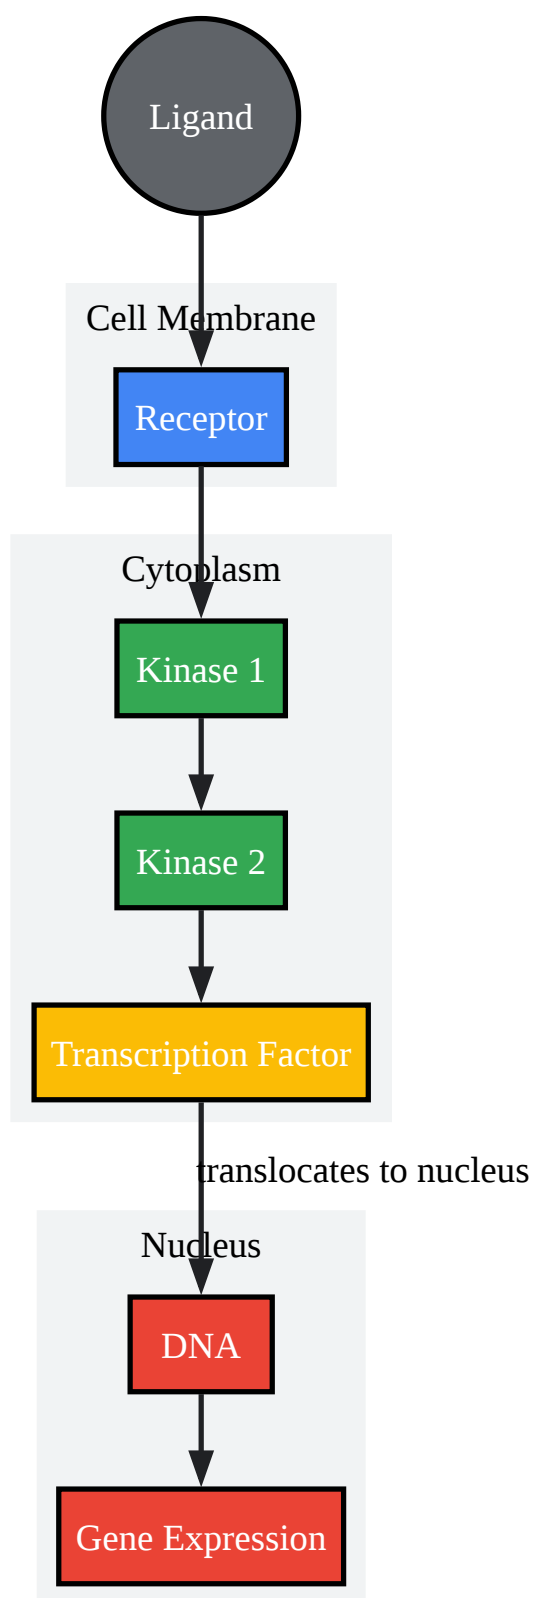 Ligand
Cell Membrane
Receptor
Cytoplasm
Kinase 1
Kinase 2
Transcription Factor
translocates to nucleus
Nucleus
DNA
Gene Expression